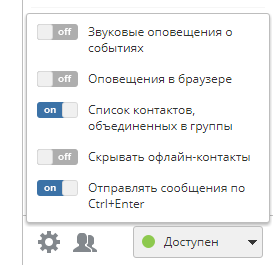 off Звуковые оповещения о
событиях
off Оповещения в браузере
on Список контактов,
объединенных в группы
off Скрывать офлайн-контакты
on Отправлять сообщения по
Ctrl+Enter
Доступен